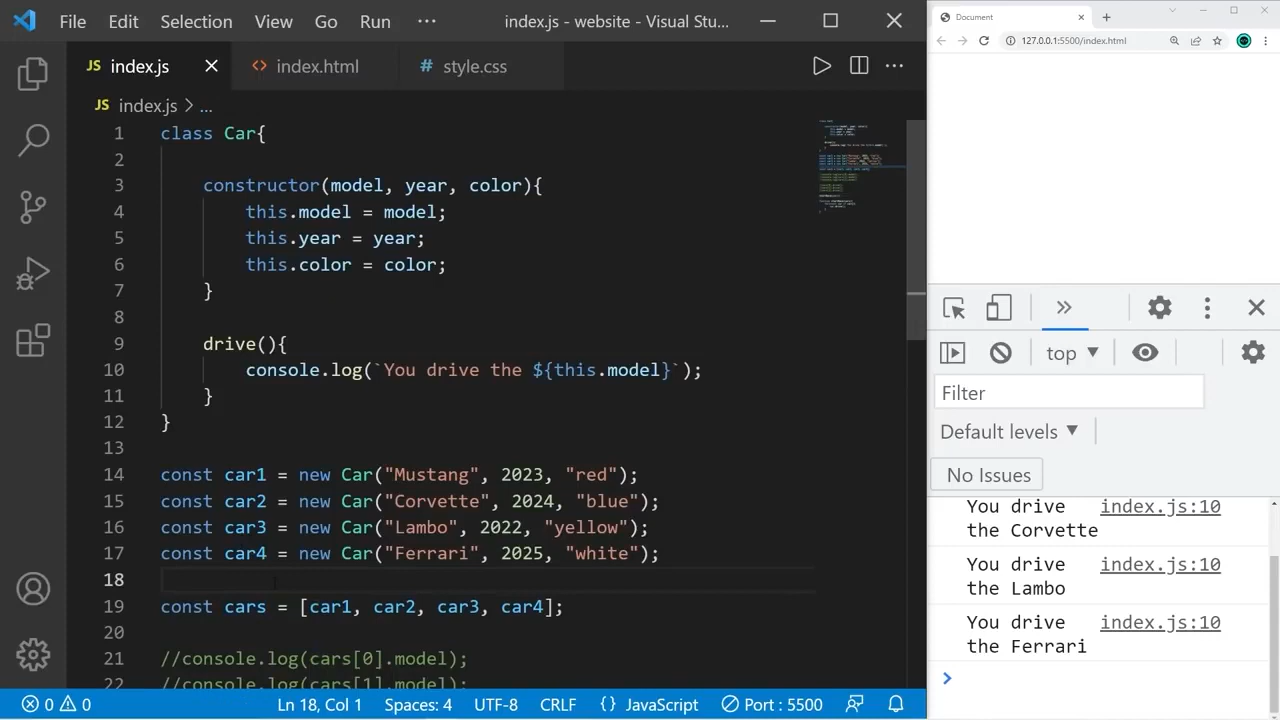 File Edit Selection View Go Run ··· index.js - website - Visual Stu...
JS index.js <> index.html # style.css
JS index.js > ...
1 class Car{
2
3 constructor(model, year, color){
4 this.model = model;
5 this.year = year;
6 this.color = color;
7 }
8
9 drive(){
10 console.log(`You drive the ${this.model}`);
11 }
12 }
13
14 const car1 = new Car("Mustang", 2023, "red");
15 const car2 = new Car("Corvette", 2024, "blue");
16 const car3 = new Car("Lambo", 2022, "yellow");
17 const car4 = new Car("Ferrari", 2025, "white");
18
19 const cars = [car1, car2, car3, car4];
20
21 //console.log(cars[0].model);
22 //console.log(cars[1].model);
0 0 Ln 18, Col 1 Spaces: 4 UTF-8 CRLF {} JavaScript Port : 5500
Document
127.0.0.1:5500/index.html
top
Filter
Default levels
No Issues
You drive index.js:10
the Corvette
You drive index.js:10
the Lambo
You drive index.js:10
the Ferrari